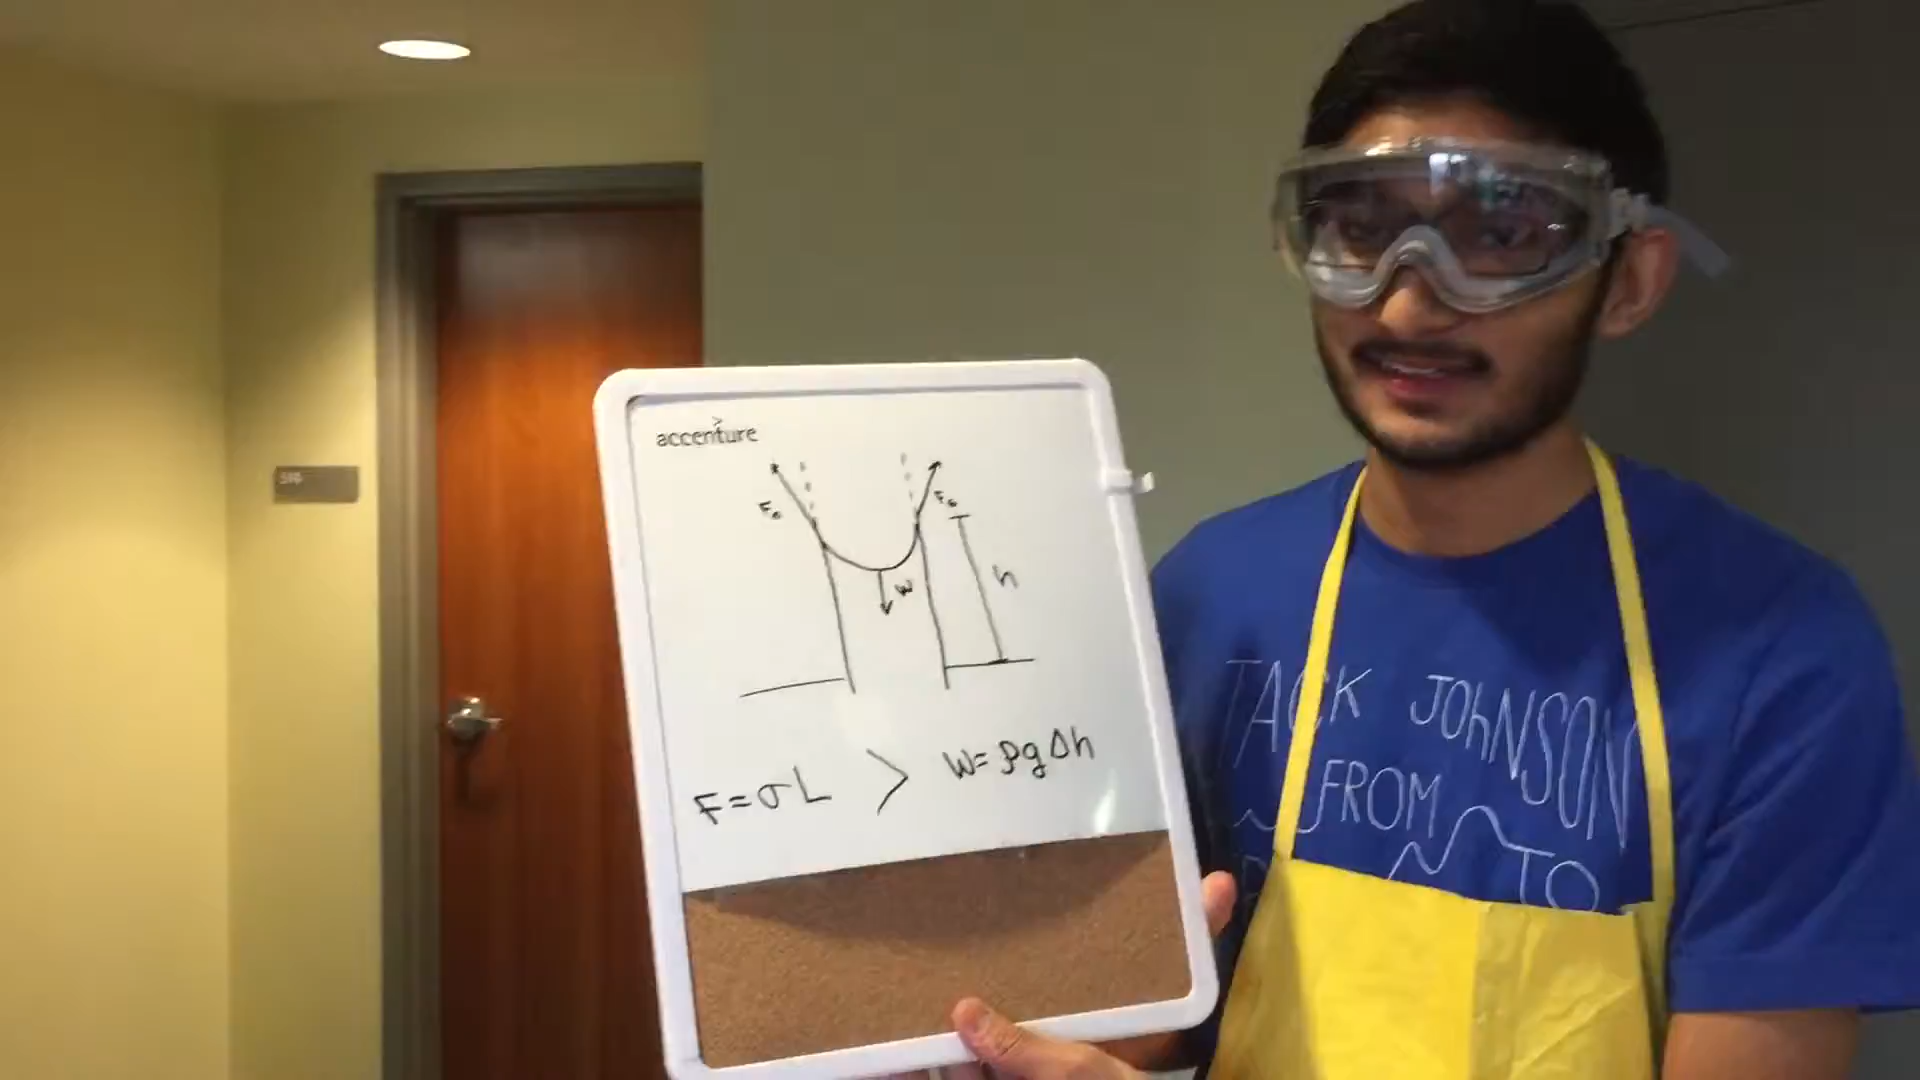 accenture
Fσ
Fσ
h
W
F=σL > W=ρgΔh
JACK JOHNSON
FROM
TO